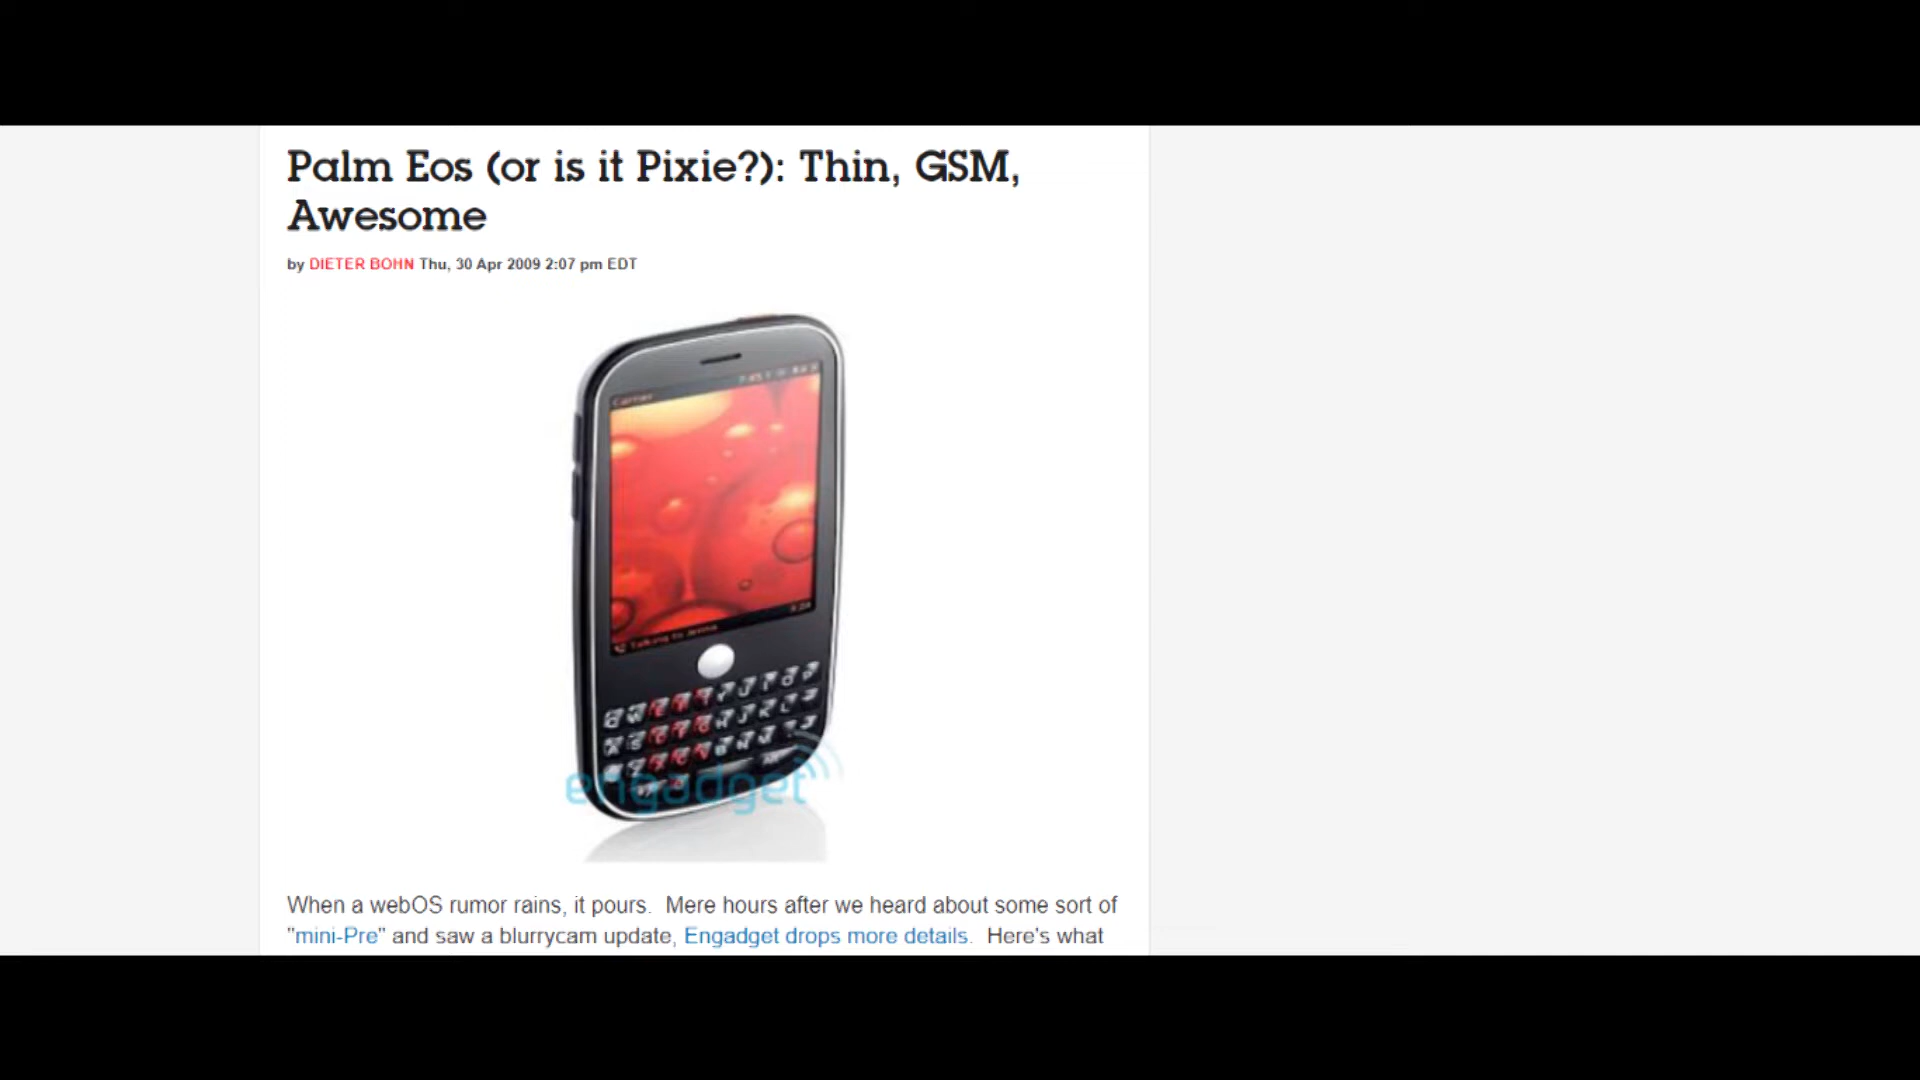 Palm Eos (or is it Pixie?): Thin, GSM,
Awesome
by DIETER BOHN Thu, 30 Apr 2009 2:07 pm EDT
Carrier
engadget
When a webOS rumor rains, it pours. Mere hours after we heard about some sort of
"mini-Pre" and saw a blurrycam update, Engadget drops more details. Here's what